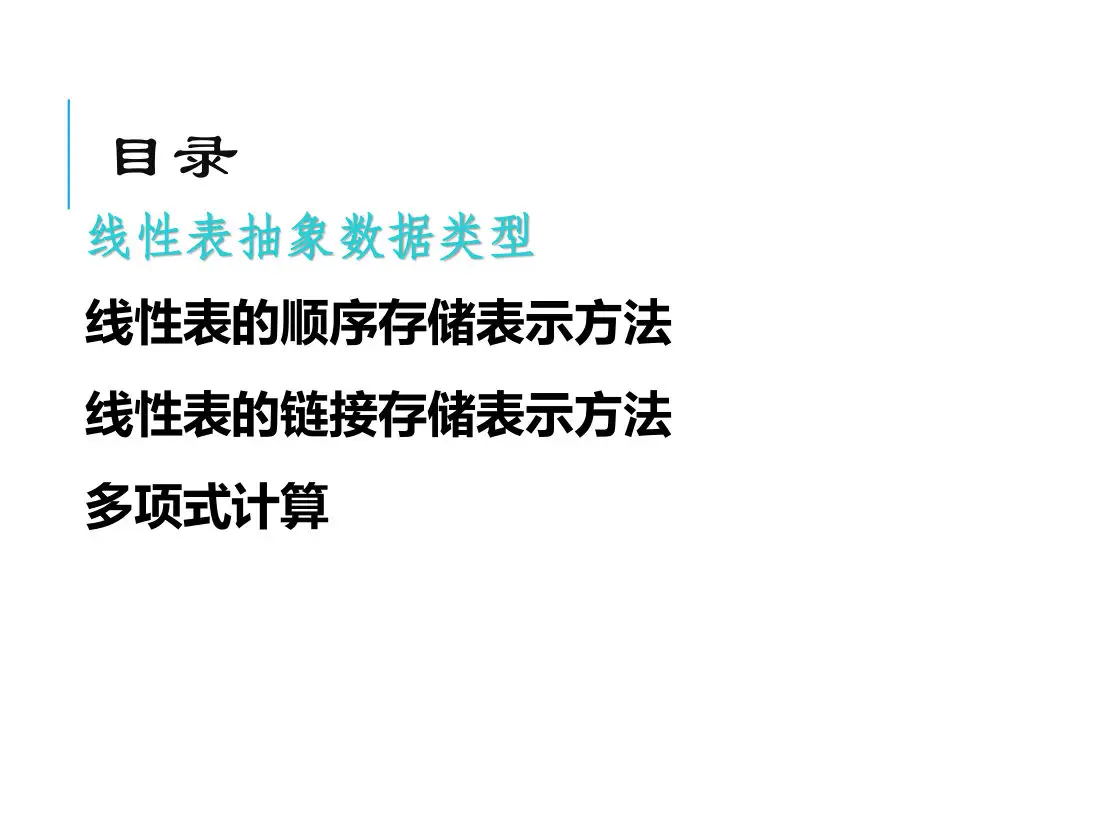 目录
线性表抽象数据类型
线性表的顺序存储表示方法
线性表的链接存储表示方法
多项式计算